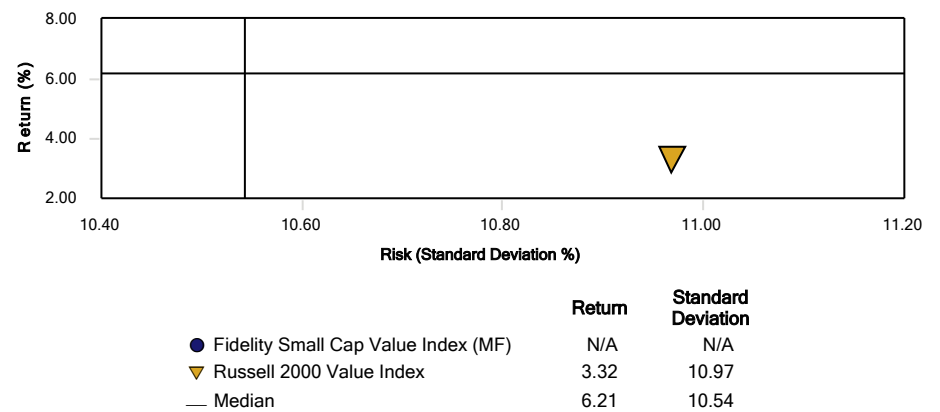 8.00
6.00
4.00
2.00
Return (%)
10.40 10.60 10.80 11.00 11.20
Risk (Standard Deviation %)
Return Standard Deviation
Fidelity Small Cap Value Index (MF) N/A N/A
Russell 2000 Value Index 3.32 10.97
Median 6.21 10.54